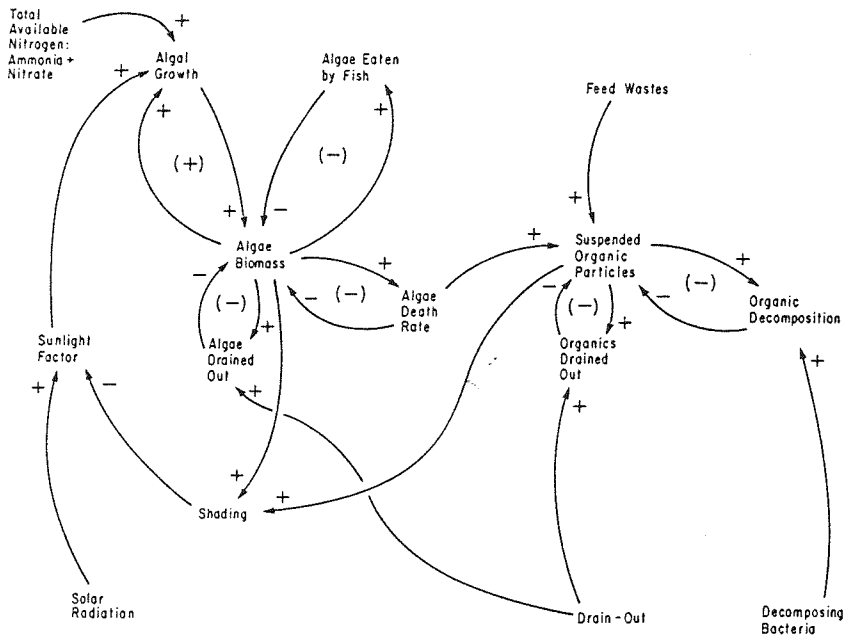 Total
Available
Nitrogen:
Ammonia +
Nitrate
+
Algal
Growth
+
+
Algae Eaten
by Fish
+
Feed Wastes
(+)
(-)
+
-
+
Algae
Biomass
+
Suspended
Organic
Particles
+
+
-
(-)
-
(-)
+
Algae
Death
Rate
-
(-)
+
(-)
-
Organic
Decomposition
Sunlight
Factor
Algae
Drained
Out
Organics
Drained
Out
+
+
-
+
+
+
+
Shading
Solar
Radiation
Drain-Out
Decomposing
Bacteria